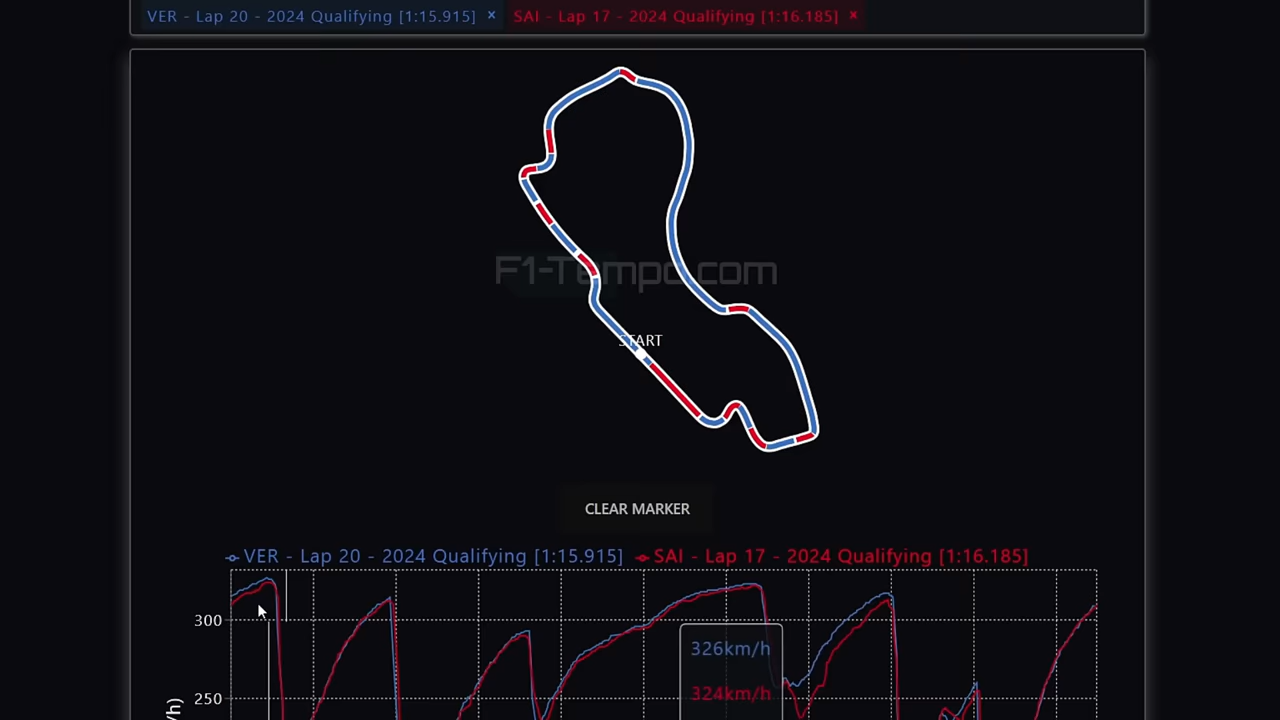 VER - Lap 20 - 2024 Qualifying [1:15.915] × SAI - Lap 17 - 2024 Qualifying [1:16.185] ×
F1-Tempo.com
START
CLEAR MARKER
VER - Lap 20 - 2024 Qualifying [1:15.915] SAI - Lap 17 - 2024 Qualifying [1:16.185]
300
326km/h
324km/h
250
/h)